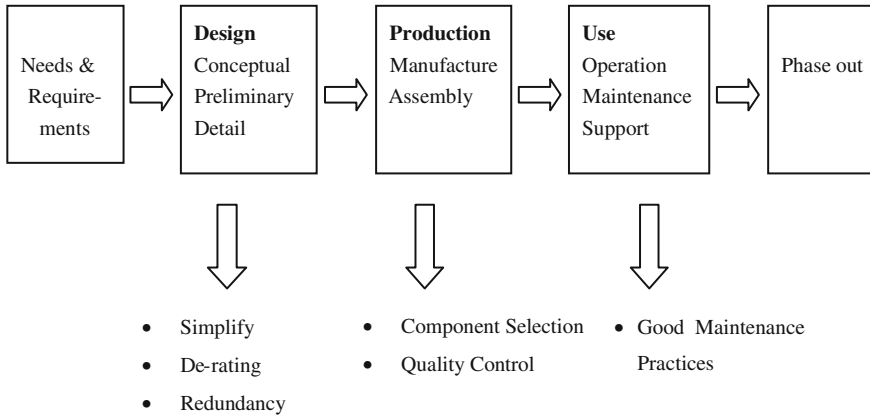 Needs &
Require-
ments
Design
Conceptual
Preliminary
Detail
Production
Manufacture
Assembly
Use
Operation
Maintenance
Support
Phase out
• Simplify
• De-rating
• Redundancy
• Component Selection
• Quality Control
• Good Maintenance
Practices